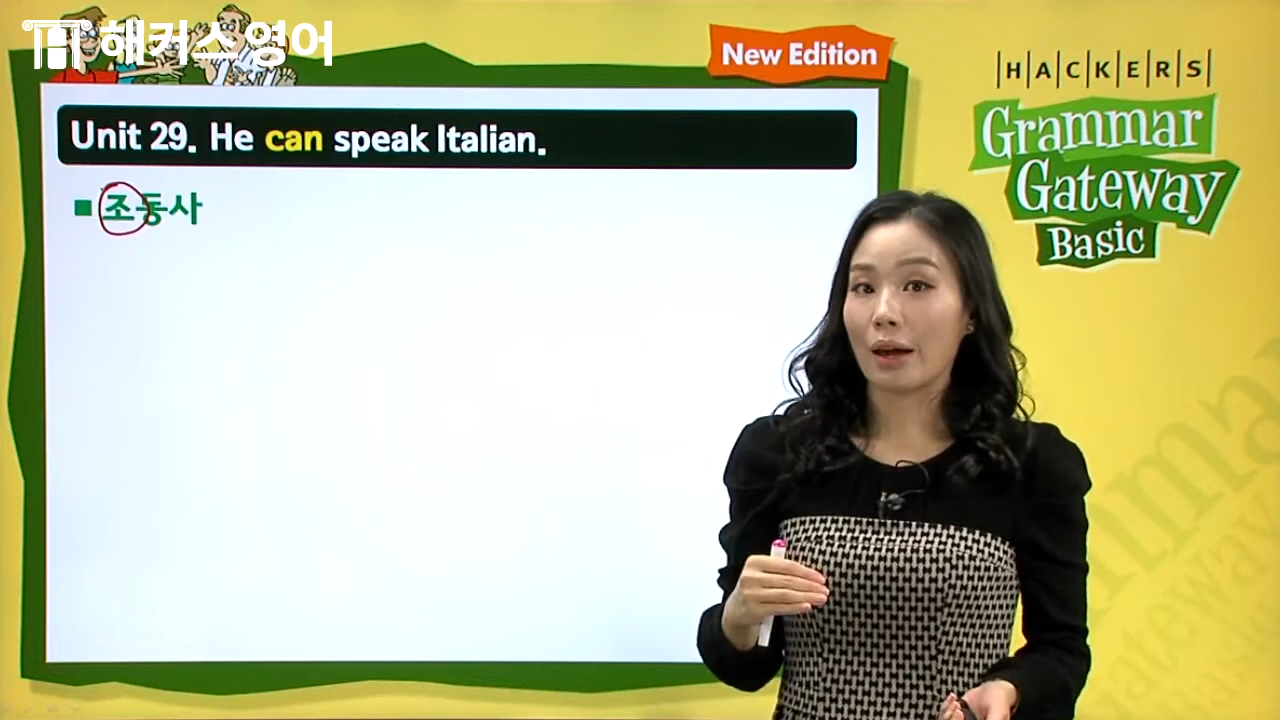 해커스 영어
New Edition
HACKERS
Grammar
Gateway
Basic
Unit 29. He can speak Italian.
■ 조동사